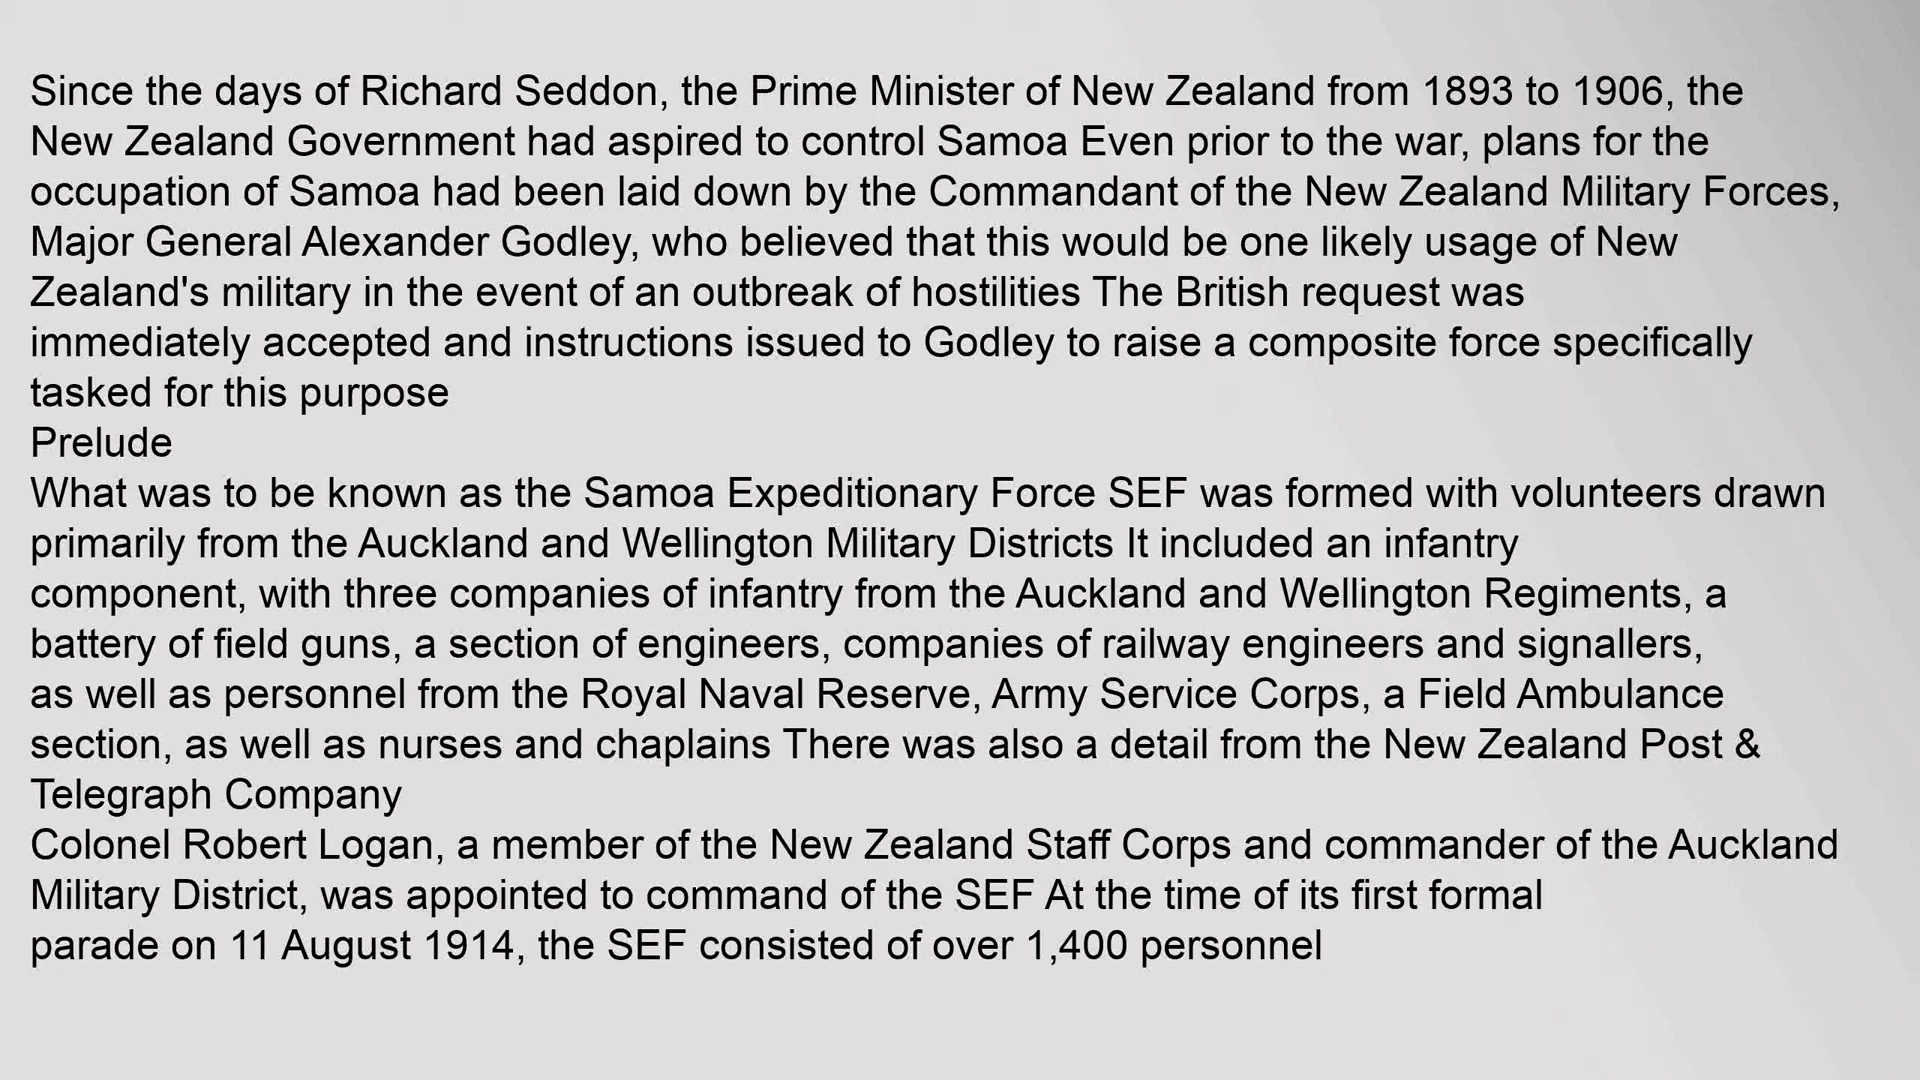 Since the days of Richard Seddon, the Prime Minister of New Zealand from 1893 to 1906, the
New Zealand Government had aspired to control Samoa Even prior to the war, plans for the
occupation of Samoa had been laid down by the Commandant of the New Zealand Military Forces,
Major General Alexander Godley, who believed that this would be one likely usage of New
Zealand's military in the event of an outbreak of hostilities The British request was
immediately accepted and instructions issued to Godley to raise a composite force specifically
tasked for this purpose
Prelude
What was to be known as the Samoa Expeditionary Force SEF was formed with volunteers drawn
primarily from the Auckland and Wellington Military Districts It included an infantry
component, with three companies of infantry from the Auckland and Wellington Regiments, a
battery of field guns, a section of engineers, companies of railway engineers and signallers,
as well as personnel from the Royal Naval Reserve, Army Service Corps, a Field Ambulance
section, as well as nurses and chaplains There was also a detail from the New Zealand Post &
Telegraph Company
Colonel Robert Logan, a member of the New Zealand Staff Corps and commander of the Auckland
Military District, was appointed to command of the SEF At the time of its first formal
parade on 11 August 1914, the SEF consisted of over 1,400 personnel